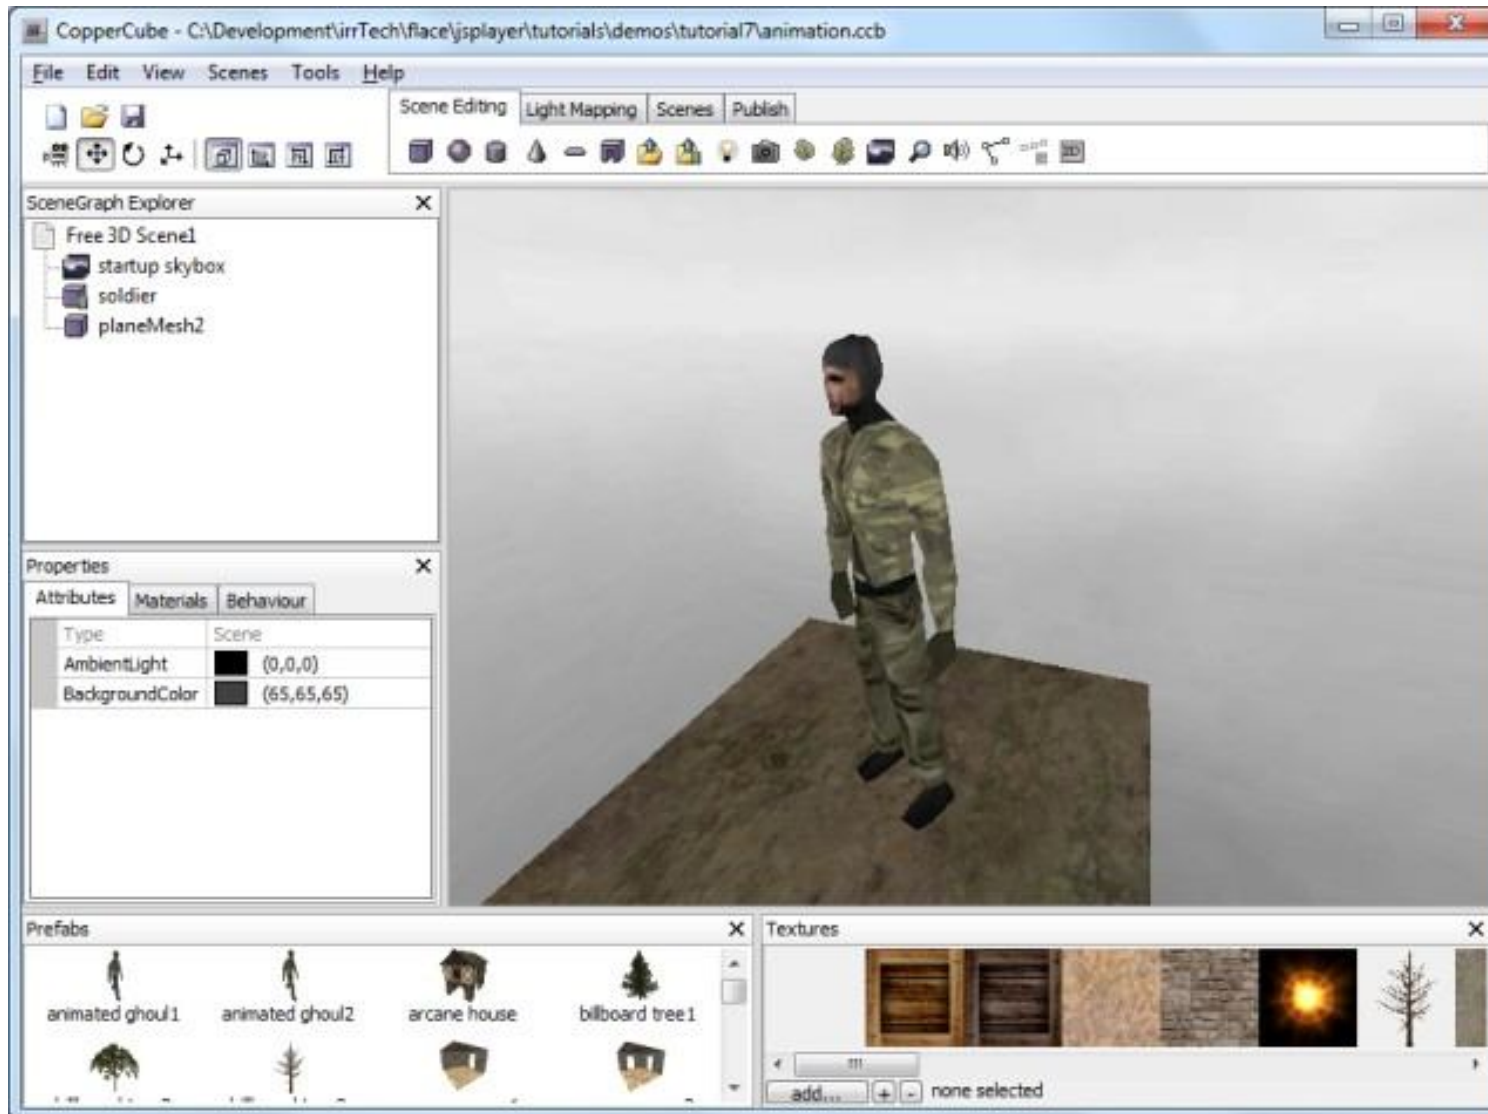 CopperCube - C:\Development\irrTech\flace\jsplayer\tutorials\demos\tutorial7\animation.ccb
File Edit View Scenes Tools Help
Scene Editing Light Mapping Scenes Publish
2D
SceneGraph Explorer
Free 3D Scene1
startup skybox
soldier
planeMesh2
Properties
Attributes Materials Behaviour
Type Scene
AmbientLight (0,0,0)
BackgroundColor (65,65,65)
Prefabs
animated ghoul1 animated ghoul2 arcane house billboard tree1
Textures
add... + - none selected